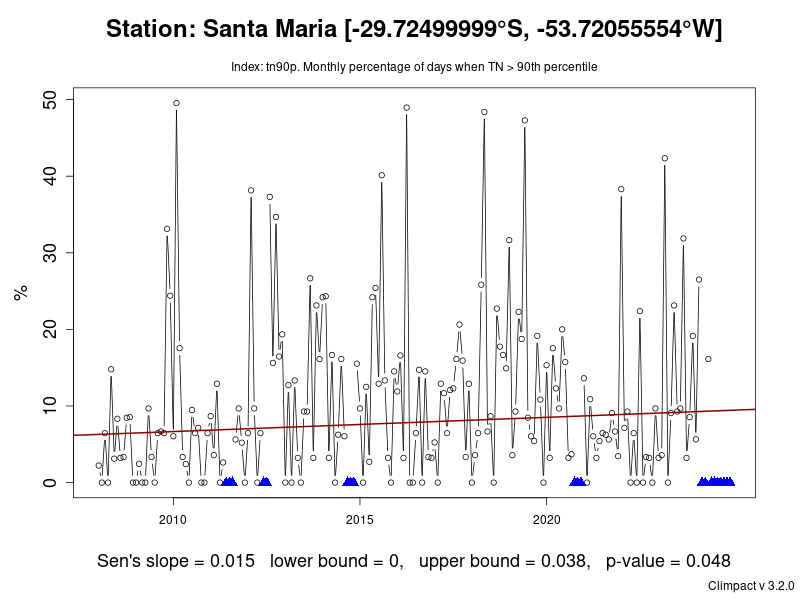 Station: Santa Maria [-29.72499999°S, -53.72055554°W]
Index: tn90p. Monthly percentage of days when TN > 90th percentile
50
40
30
20
10
0
%
2010 2015 2020
Sen's slope = 0.015 lower bound = 0, upper bound = 0.038, p-value = 0.048
Climpact v 3.2.0